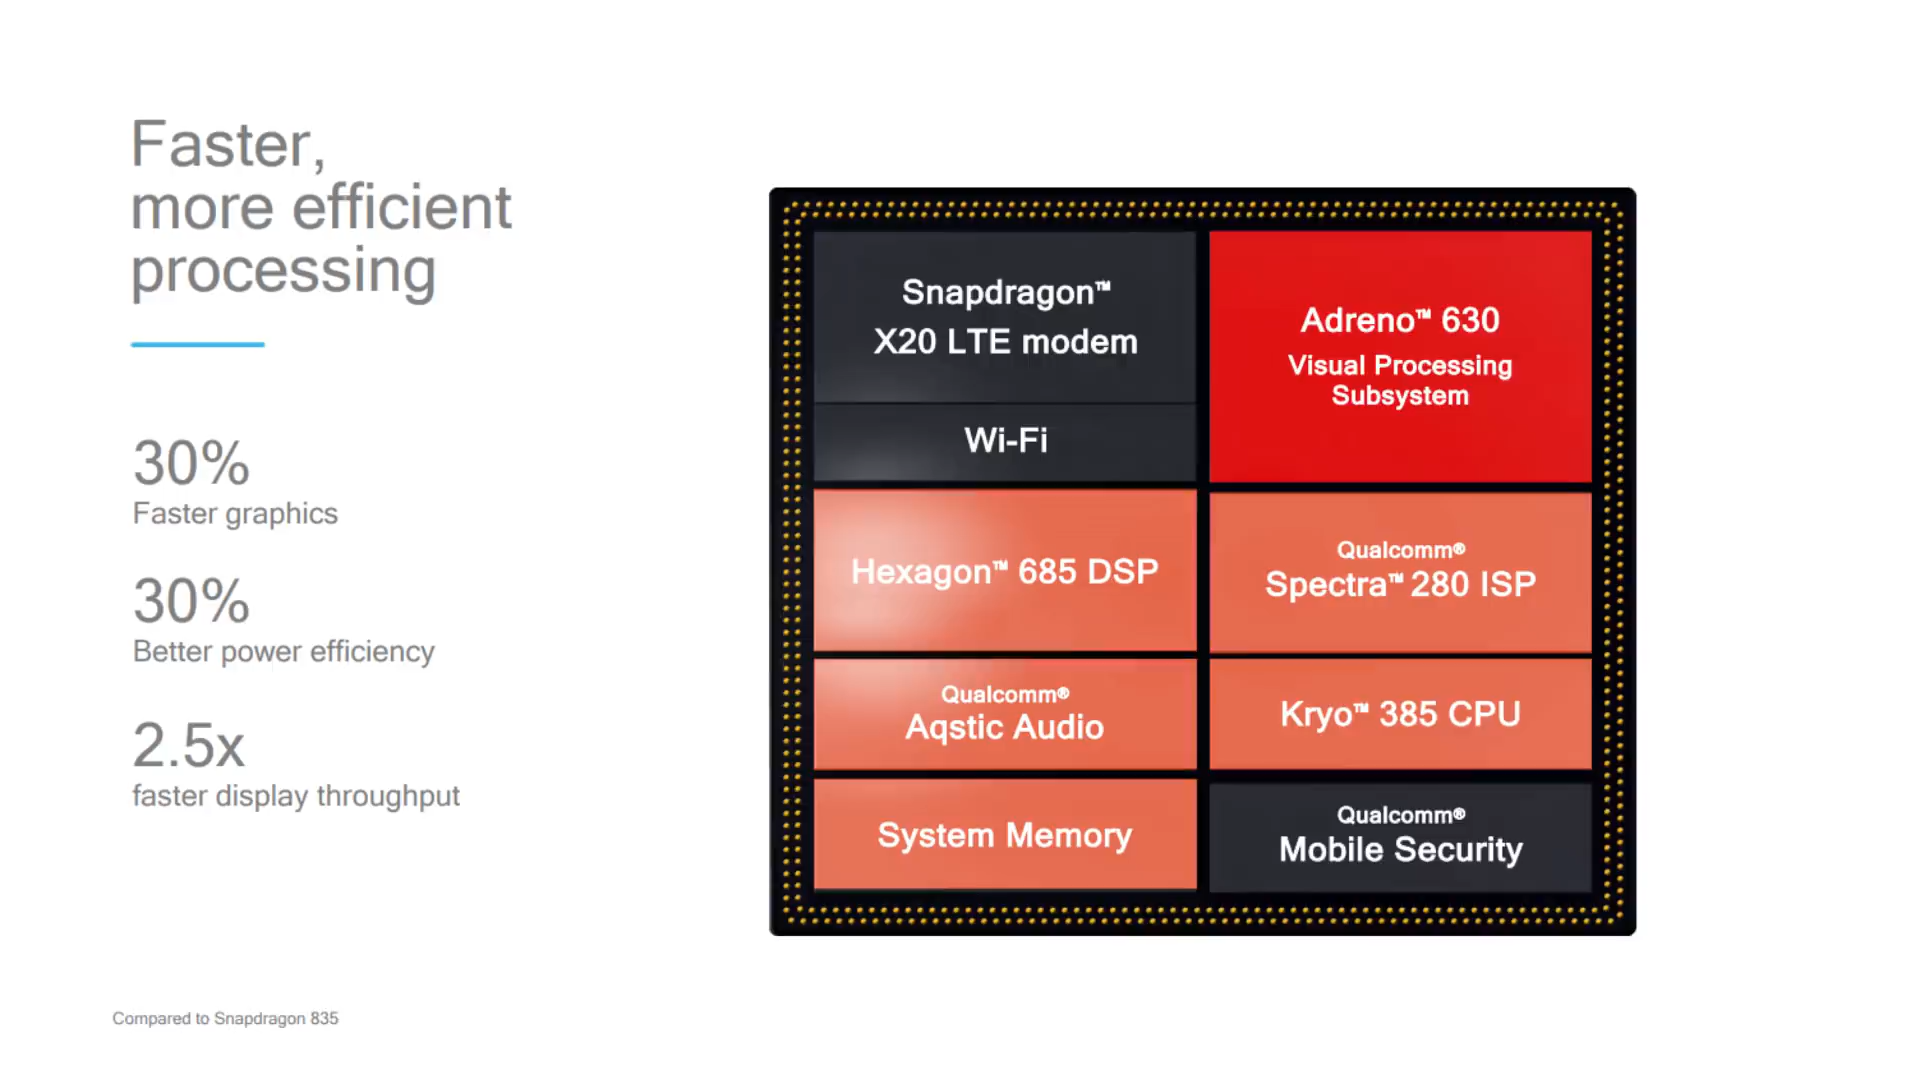 Faster,
more efficient
processing
30%
Faster graphics
30%
Better power efficiency
2.5x
faster display throughput
Compared to Snapdragon 835
Snapdragon™
X20 LTE modem
Wi-Fi
Adreno™ 630
Visual Processing
Subsystem
Hexagon™ 685 DSP
Qualcomm®
Spectra™ 280 ISP
Qualcomm®
Aqstic Audio
Kryo™ 385 CPU
System Memory
Qualcomm®
Mobile Security